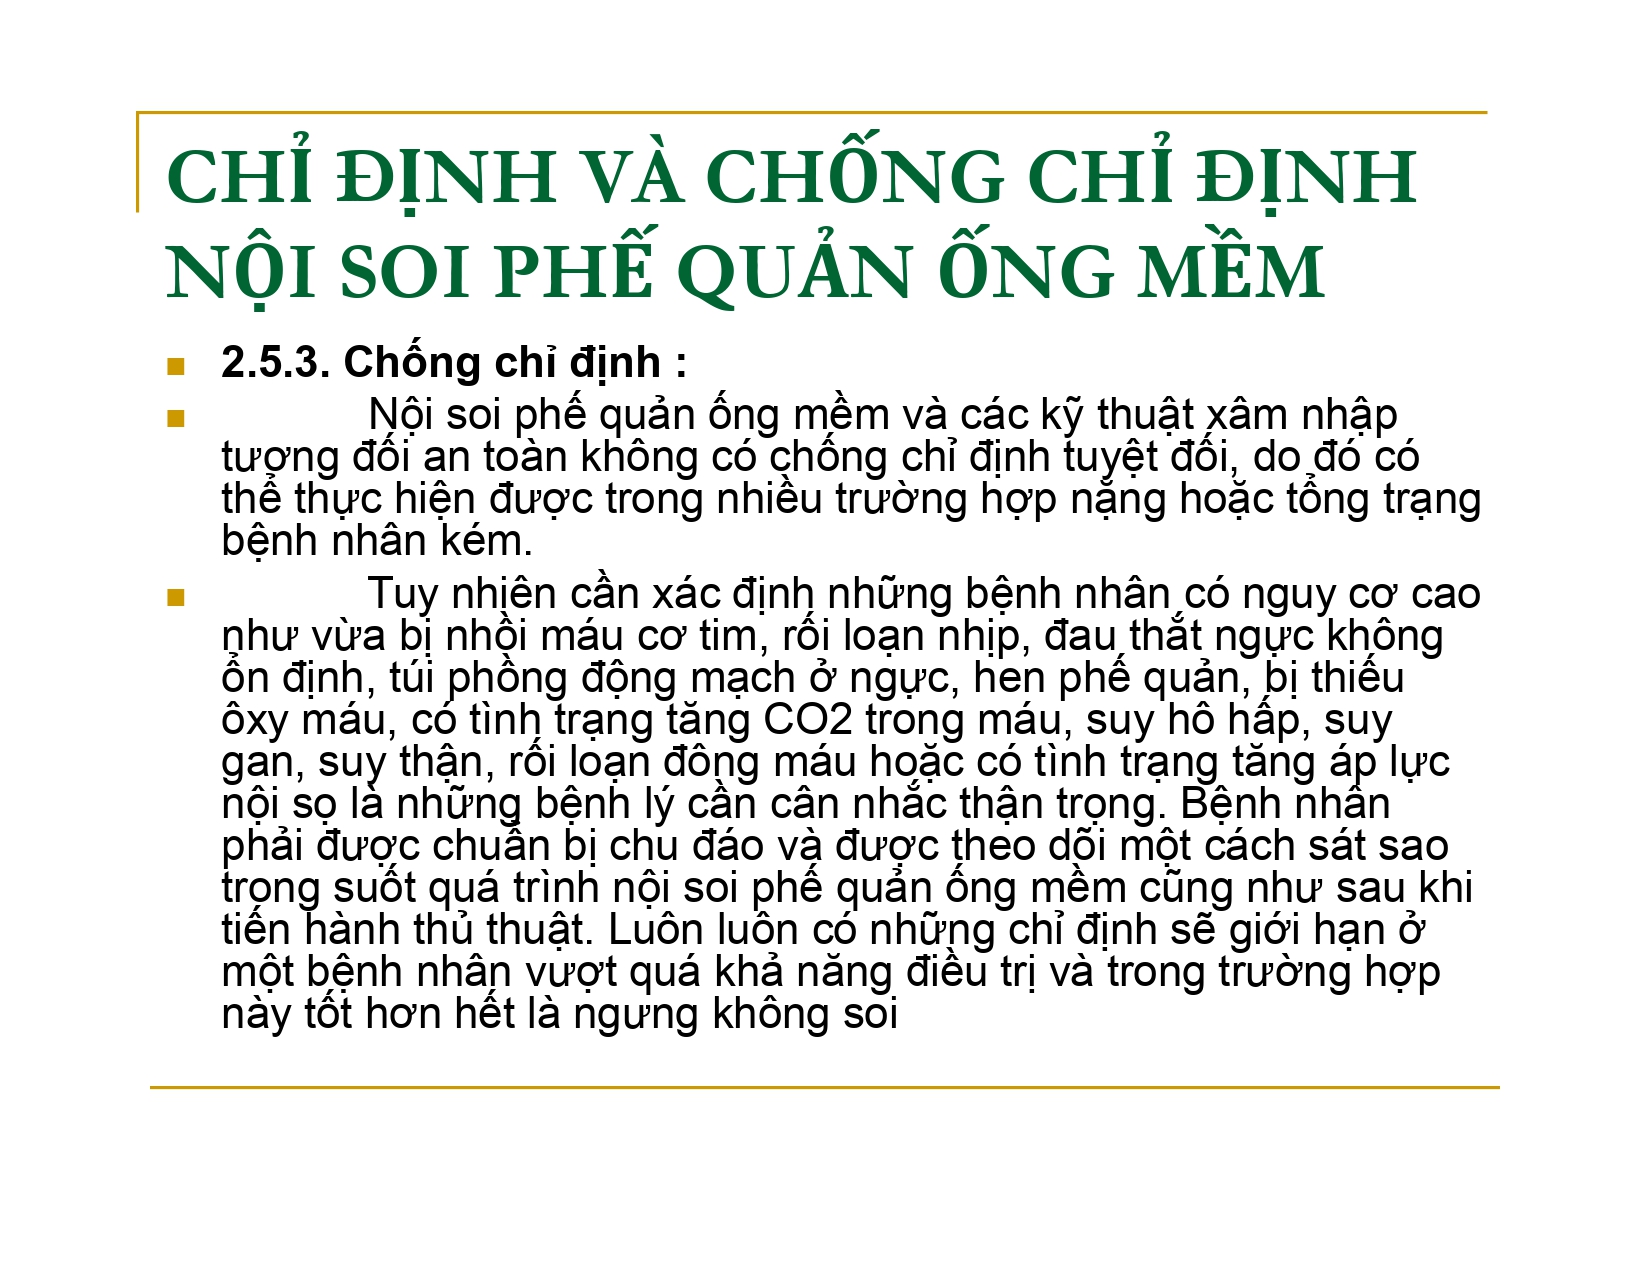 CHỈ ĐỊNH VÀ CHỐNG CHỈ ĐỊNH
NỘI SOI PHẾ QUẢN ỐNG MỀM
2.5.3. Chống chỉ định :
Nội soi phế quản ống mềm và các kỹ thuật xâm nhập
tương đối an toàn không có chống chỉ định tuyệt đối, do đó có
thể thực hiện được trong nhiều trường hợp nặng hoặc tổng trạng
bệnh nhân kém.
Tuy nhiên cần xác định những bệnh nhân có nguy cơ cao
như vừa bị nhồi máu cơ tim, rối loạn nhịp, đau thắt ngực không
ổn định, túi phồng động mạch ở ngực, hen phế quản, bị thiếu
ôxy máu, có tình trạng tăng CO2 trong máu, suy hô hấp, suy
gan, suy thận, rối loạn đông máu hoặc có tình trạng tăng áp lực
nội sọ là những bệnh lý cần cân nhắc thận trọng. Bệnh nhân
phải được chuẩn bị chu đáo và được theo dõi một cách sát sao
trong suốt quá trình nội soi phế quản ống mềm cũng như sau khi
tiến hành thủ thuật. Luôn luôn có những chỉ định sẽ giới hạn ở
một bệnh nhân vượt quá khả năng điều trị và trong trường hợp
này tốt hơn hết là ngưng không soi